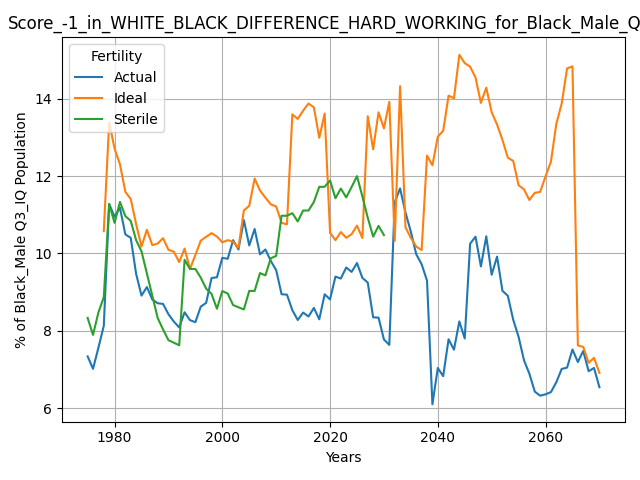 Score_-1_in_WHITE_BLACK_DIFFERENCE_HARD_WORKING_for_Black_Male_Q
Fertility
Actual
Ideal
Sterile
% of Black_Male Q3_IQ Population
14
12
10
8
6
1980 2000 2020 2040 2060
Years